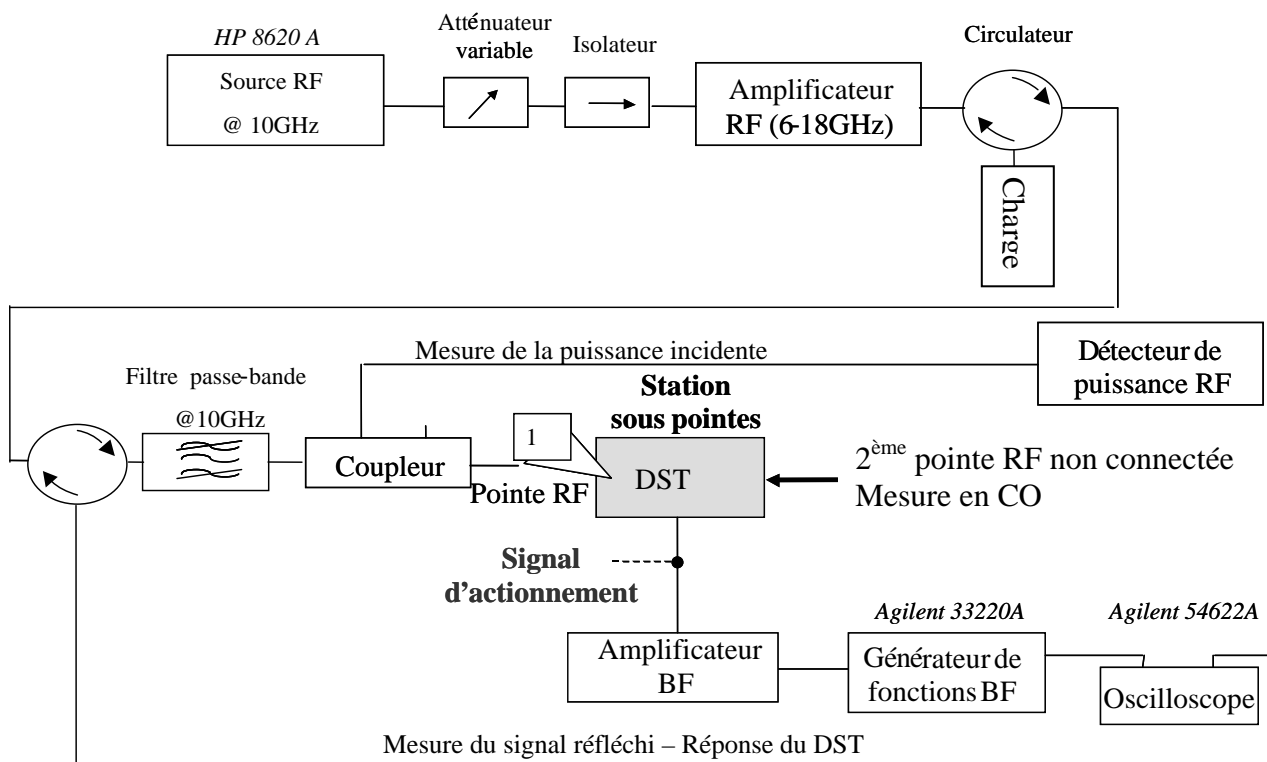 HP 8620 A
Source RF
@ 10GHz
Atténuateur
variable
Isolateur
Amplificateur
RF (6-18GHz)
Circulateur
Charge
Mesure de la puissance incidente
Détecteur de
puissance RF
Filtre passe-bande
@10GHz
Station
sous pointes
1
Coupleur
Pointe RF
DST
2ème pointe RF non connectée
Mesure en CO
Signal
d'actionnement
Agilent 33220A
Agilent 54622A
Amplificateur
BF
Générateur de
fonctions BF
Oscilloscope
Mesure du signal réfléchi – Réponse du DST